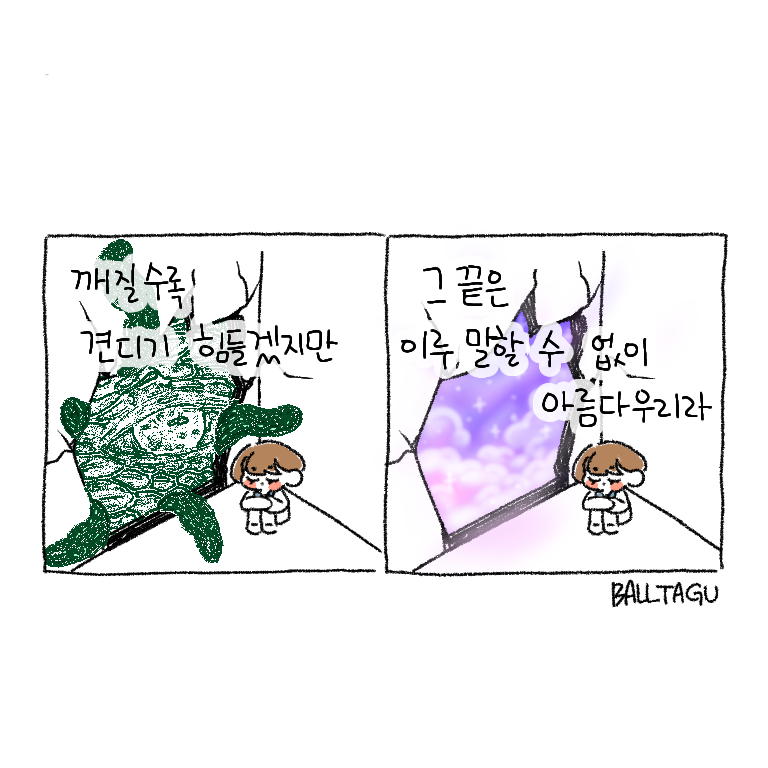 깨질수록
견디기 힘들겠지만
그 끝은
이루 말할 수 없이
아름다우리라
BALLTAGU